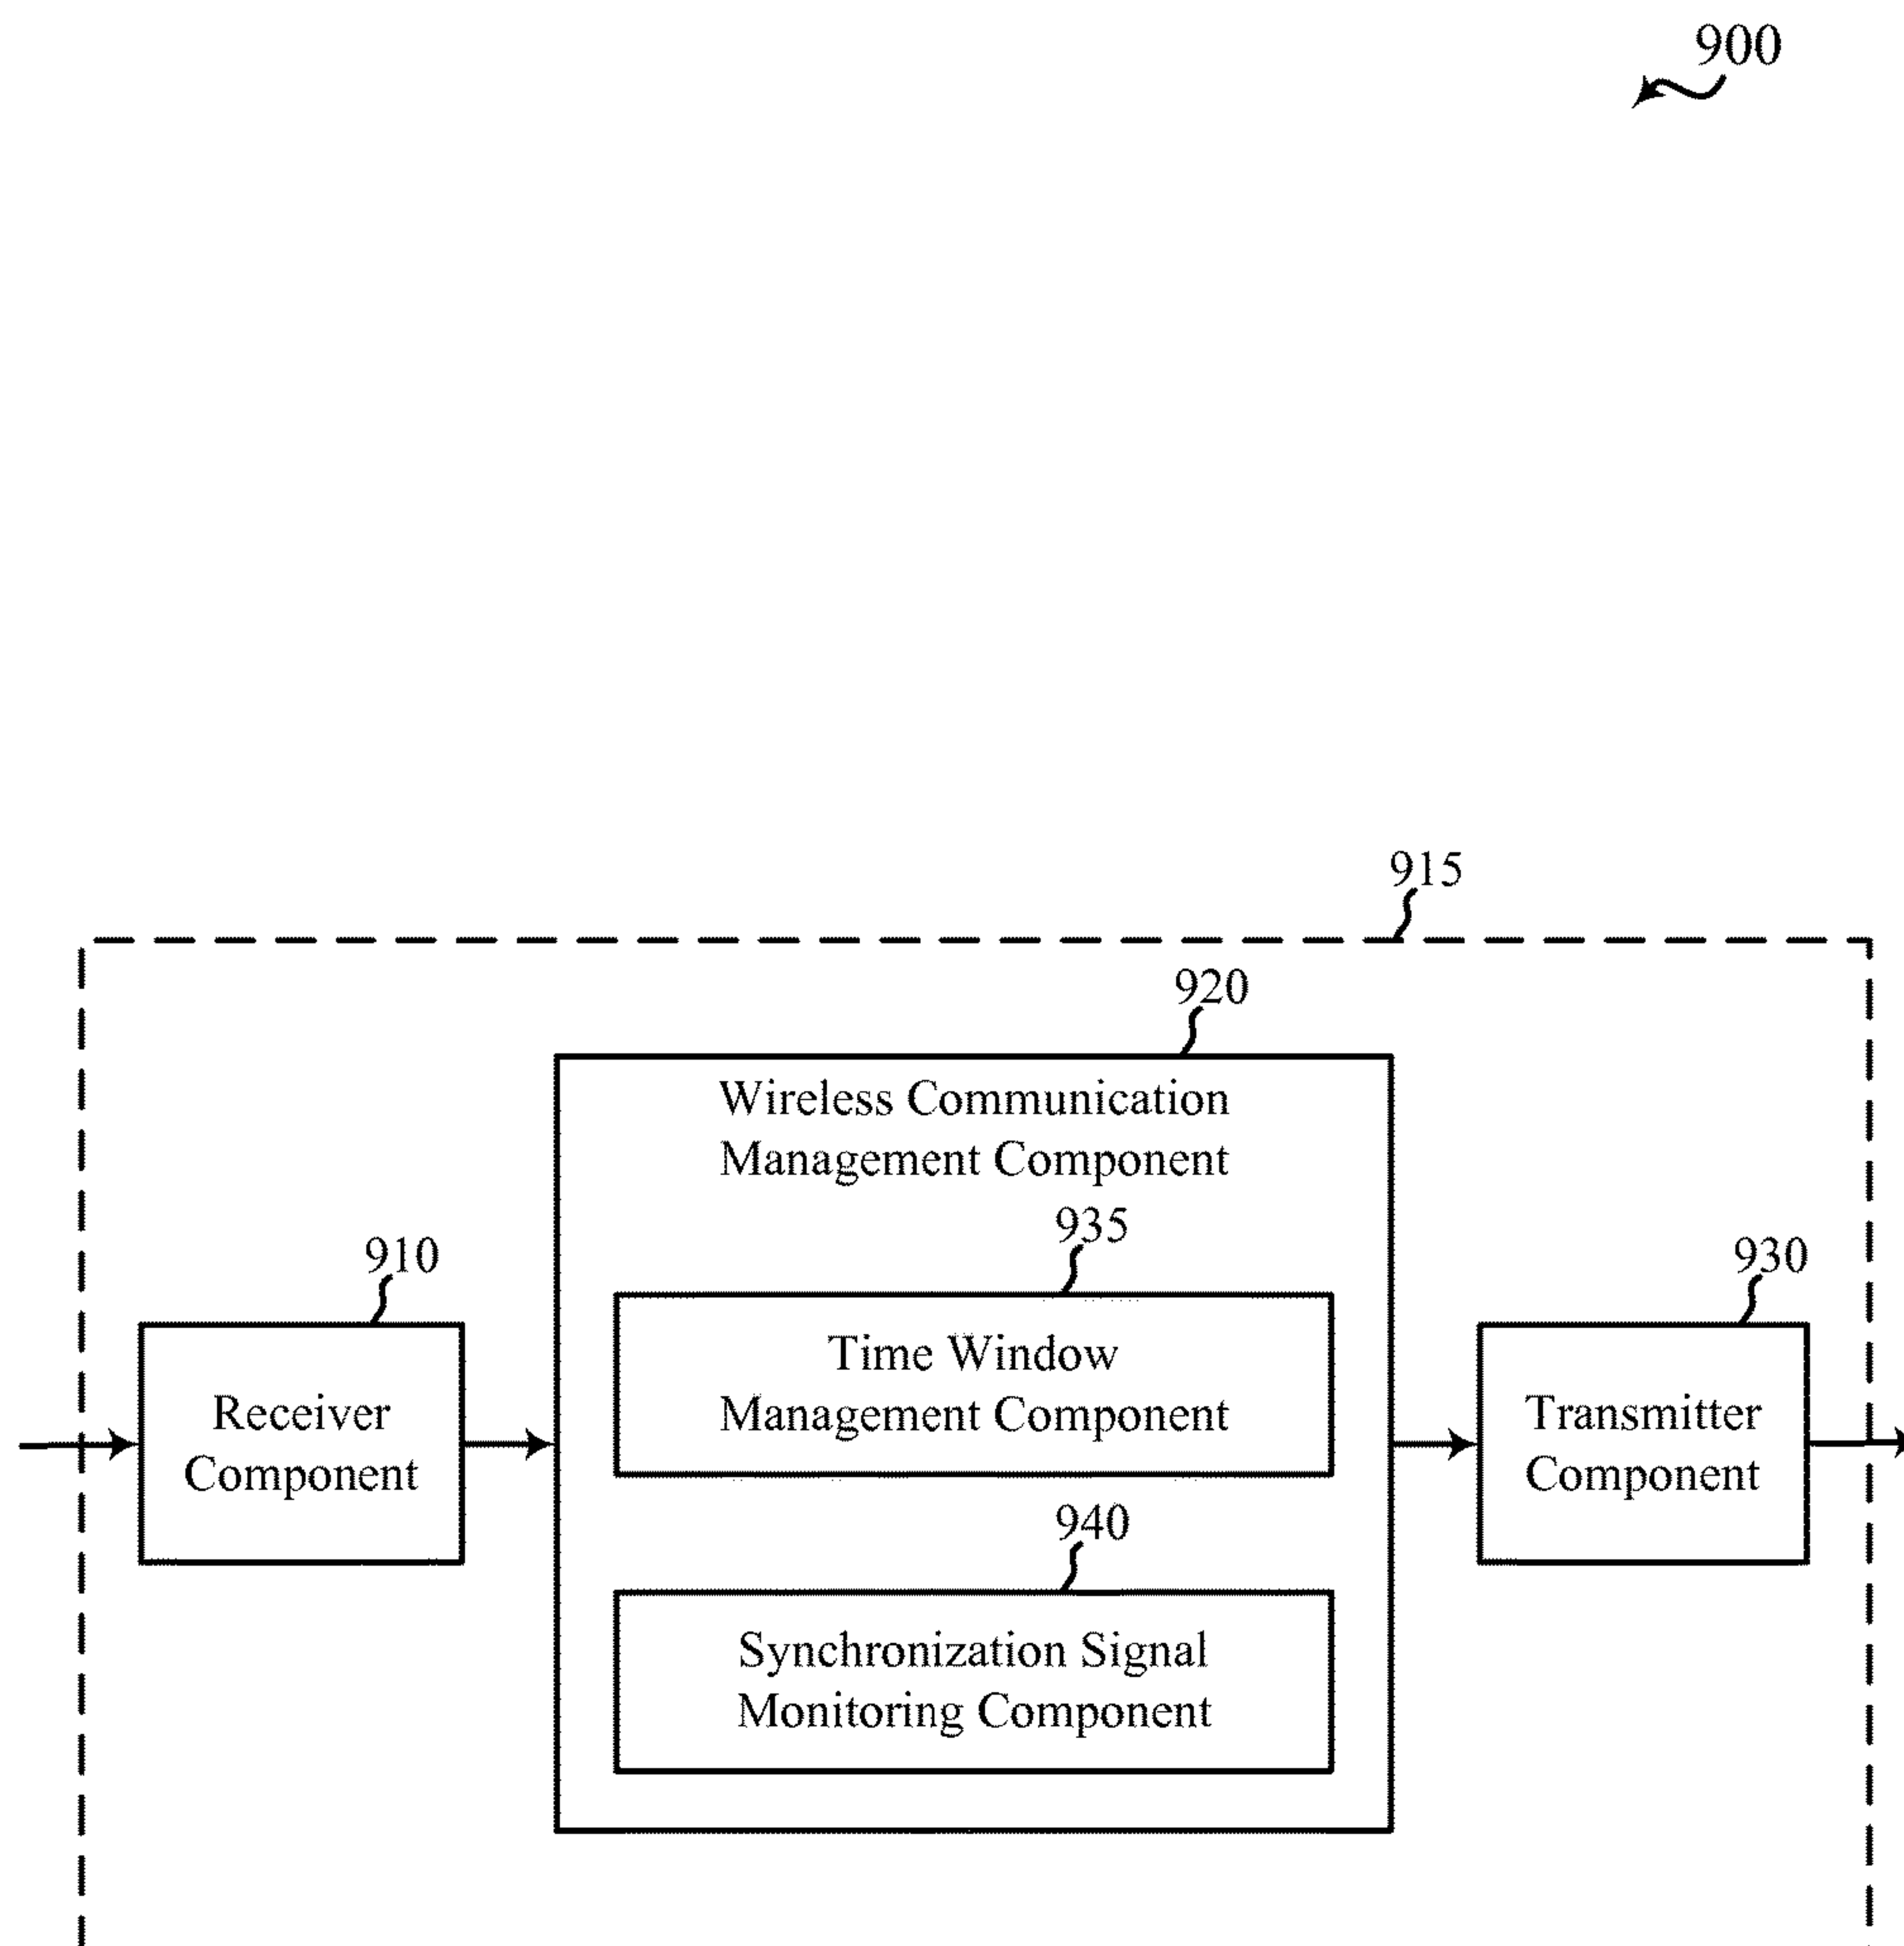 900
915
920
Wireless Communication
Management Component
935
910
930
Time Window
Management Component
Receiver
Component
Transmitter
Component
940
Synchronization Signal
Monitoring Component